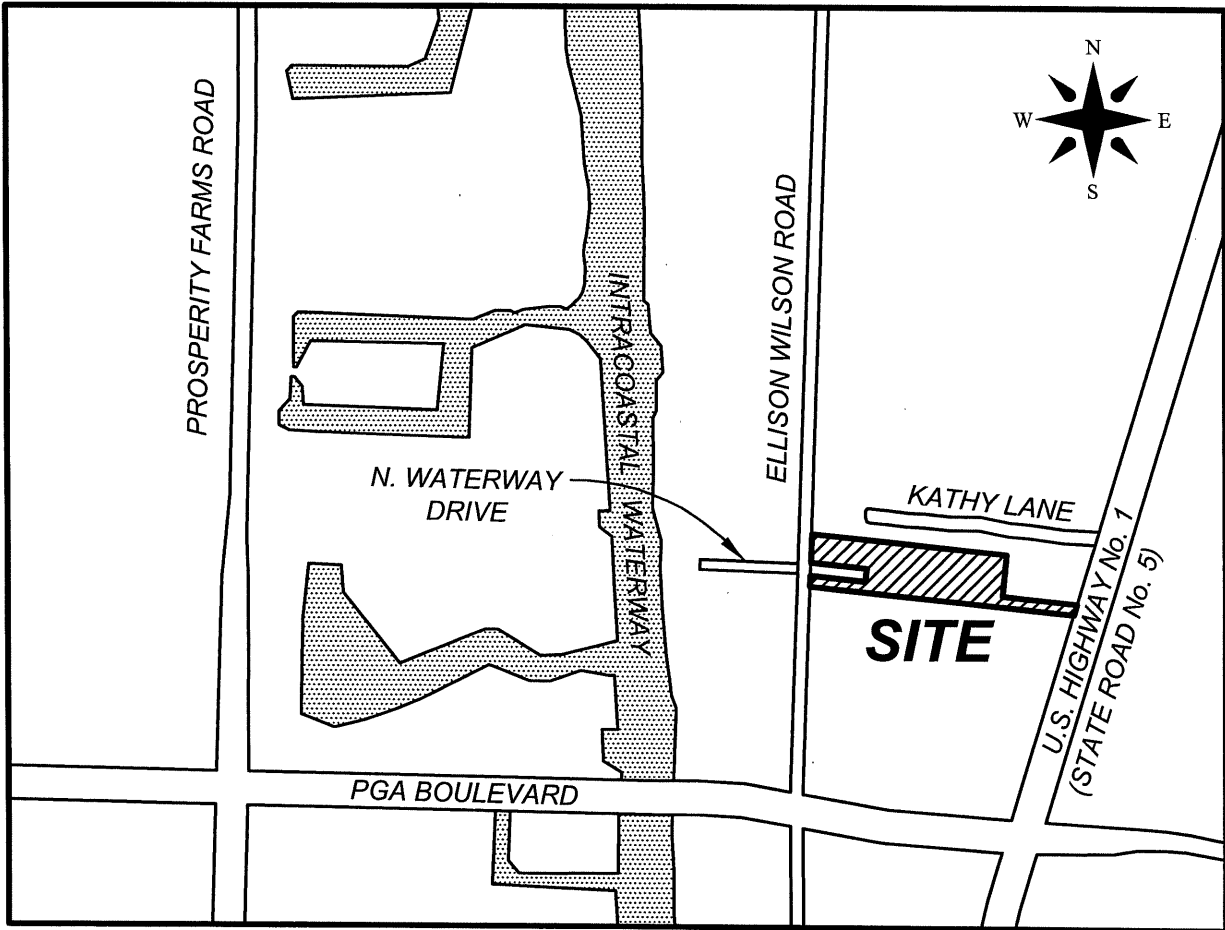 N
W
E
S
PROSPERITY FARMS ROAD
INTRACOASTAL WATERWAY
ELLISON WILSON ROAD
N. WATERWAY
DRIVE
KATHY LANE
SITE
U.S. HIGHWAY No. 1
(STATE ROAD No. 5)
PGA BOULEVARD